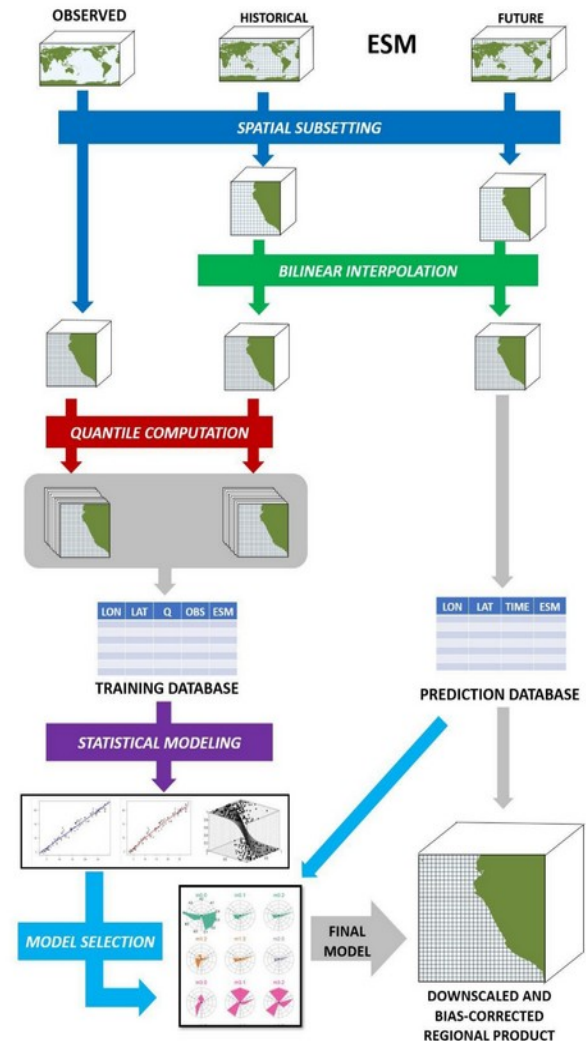 OBSERVED
HISTORICAL
ESM
FUTURE
SPATIAL SUBSETTING
BILINEAR INTERPOLATION
QUANTILE COMPUTATION
LON LAT Q OBS ESM
LON LAT TIME ESM
TRAINING DATABASE
PREDICTION DATABASE
STATISTICAL MODELING
MODEL SELECTION
FINAL
MODEL
DOWNSCALED AND
BIAS-CORRECTED
REGIONAL PRODUCT